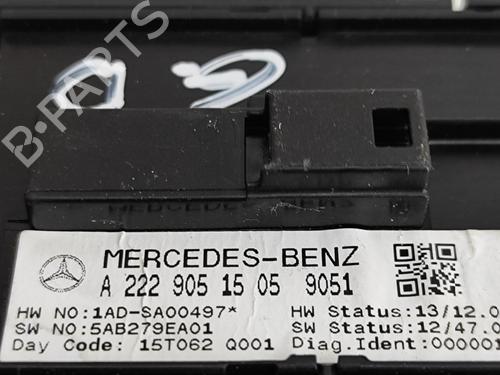 B-PARTS
MERCEDES-BENZ
A 222 905 15 05 9051
HW NO:1AD-SA00497* HW Status:13/12.0
SW NO:5AB279EA01 SW Status:12/47.0
Day Code: 15T062 Q001 Diag.Ident:000001